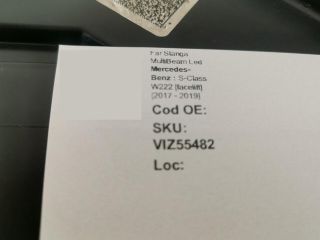 Far Stanga
MultiBeam Led
Mercedes-
Benz : S-Class
W222 (facelift)
(2017 - 2019)
Cod OE:
SKU:
VIZ55482
Loc: